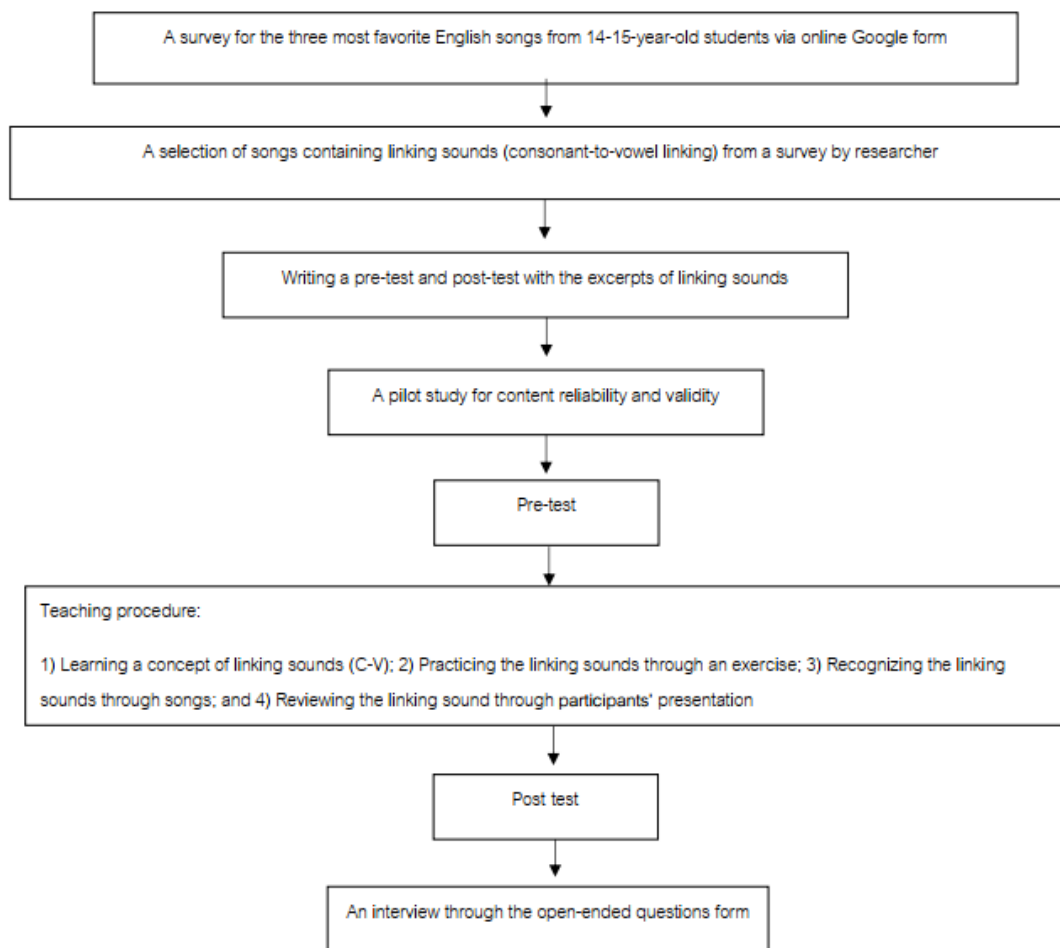 A survey for the three most favorite English songs from 14-15-year-old students via online Google form
A selection of songs containing linking sounds (consonant-to-vowel linking) from a survey by researcher
Writing a pre-test and post-test with the excerpts of linking sounds
A pilot study for content reliability and validity
Pre-test
Teaching procedure:
1) Learning a concept of linking sounds (C-V); 2) Practicing the linking sounds through an exercise; 3) Recognizing the linking
sounds through songs; and 4) Reviewing the linking sound through participants' presentation
Post test
An interview through the open-ended questions form